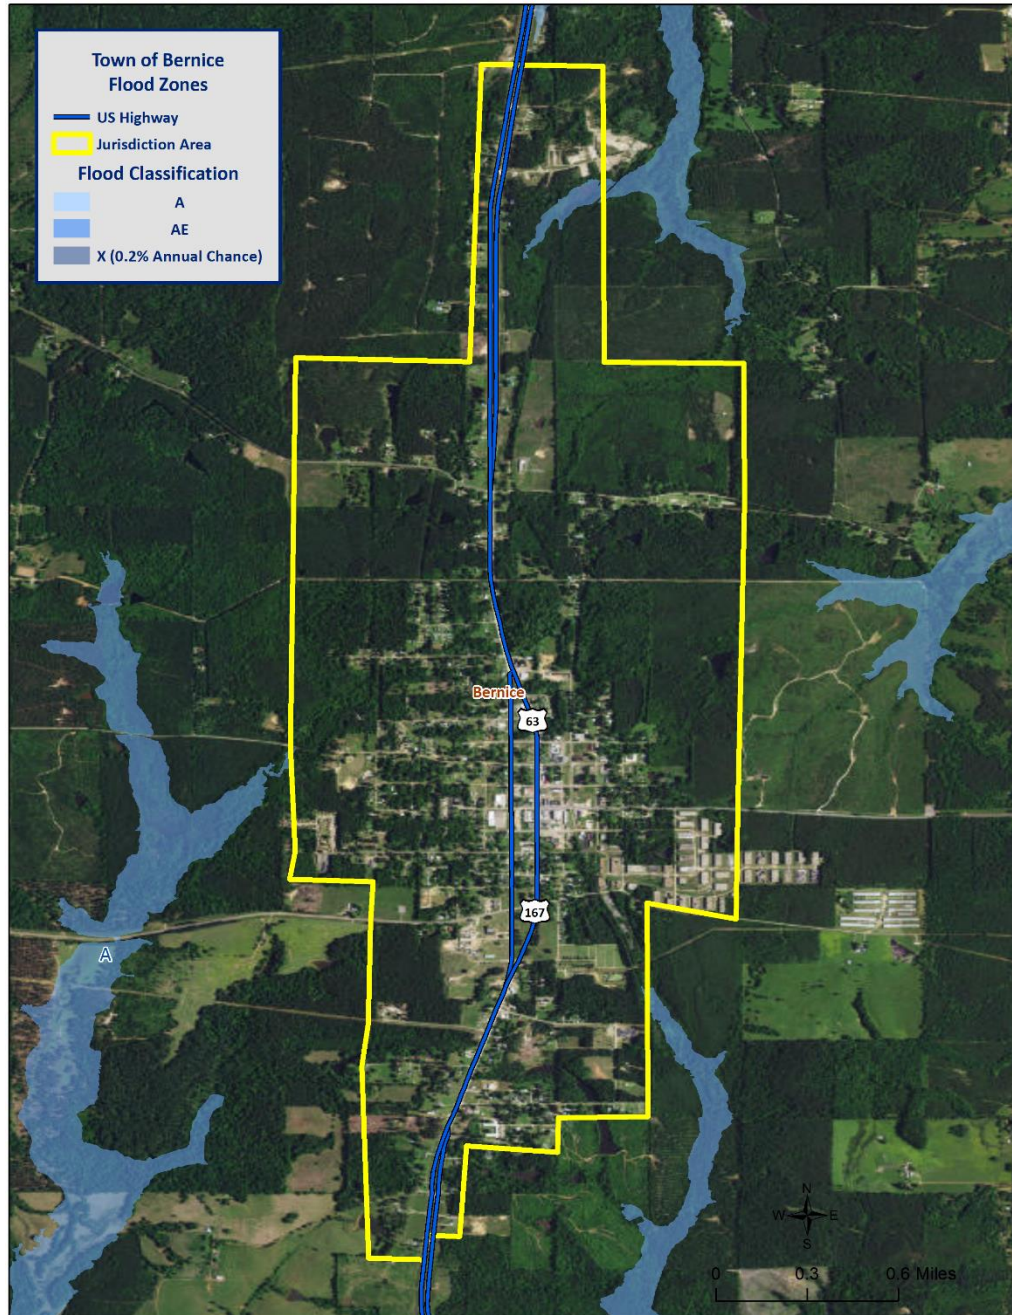 Town of Bernice
Flood Zones
US Highway
Jurisdiction Area
Flood Classification
A
AE
X (0.2% Annual Chance)
Bernice
63
167
A
N
W E
S
0 0.3 0.6 Miles